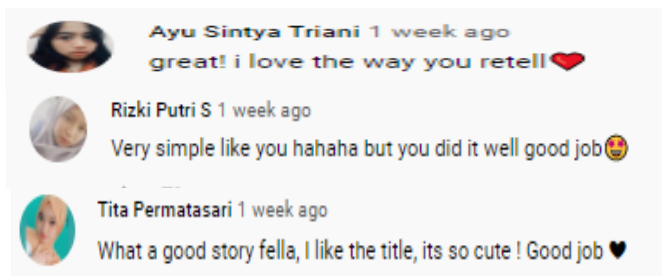 Ayu Sintya Triani 1 week ago
great! i love the way you retell❤
Rizki Putri S 1 week ago
Very simple like you hahaha but you did it well good job🤩
Tita Permatasari 1 week ago
What a good story fella, I like the title, its so cute ! Good job ♥